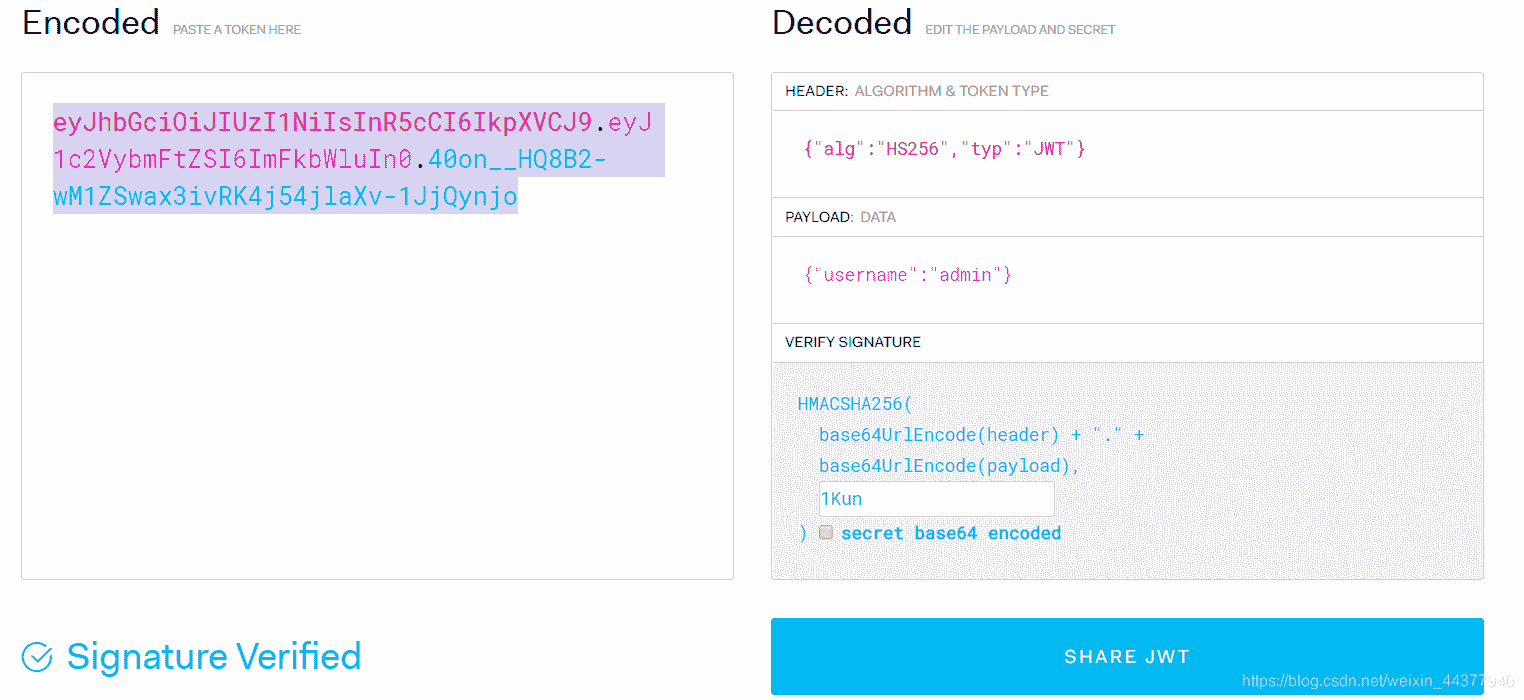 Encoded PASTE A TOKEN HERE
eyJhbGciOiJIUzI1NiIsInR5cCI6IkpXVCJ9.eyJ
1c2VybmFtZSI6ImFkbWluIn0.40on__HQ8B2-
wM1ZSwax3ivRK4j54jlaXv-1JjQynjo
Signature Verified
Decoded EDIT THE PAYLOAD AND SECRET
HEADER: ALGORITHM & TOKEN TYPE
{"alg":"HS256","typ":"JWT"}
PAYLOAD: DATA
{"username":"admin"}
VERIFY SIGNATURE
HMACSHA256(
base64UrlEncode(header) + "." +
base64UrlEncode(payload),
1Kun
) secret base64 encoded
SHARE JWT
https://blog.csdn.net/weixin_44377940